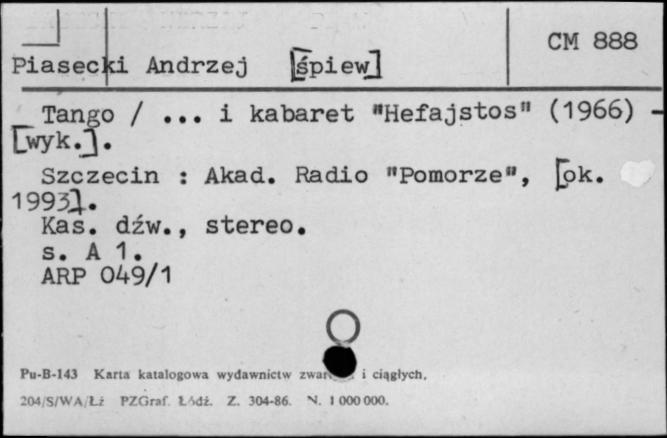 CM 888
Piasecki Andrzej [śpiew]
Tango / ... i kabaret "Hefajstos" (1966) -
[wyk.].
Szczecin : Akad. Radio "Pomorze", [ok.
1993].
Kas. dźw., stereo.
s. A 1.
ARP 049/1
Pu-B-143 Karta katalogowa wydawnictw i ciągłych.
204/S/WA/Łź PZGraf. Łódź. Z. 304-86. N. 1 000 000.